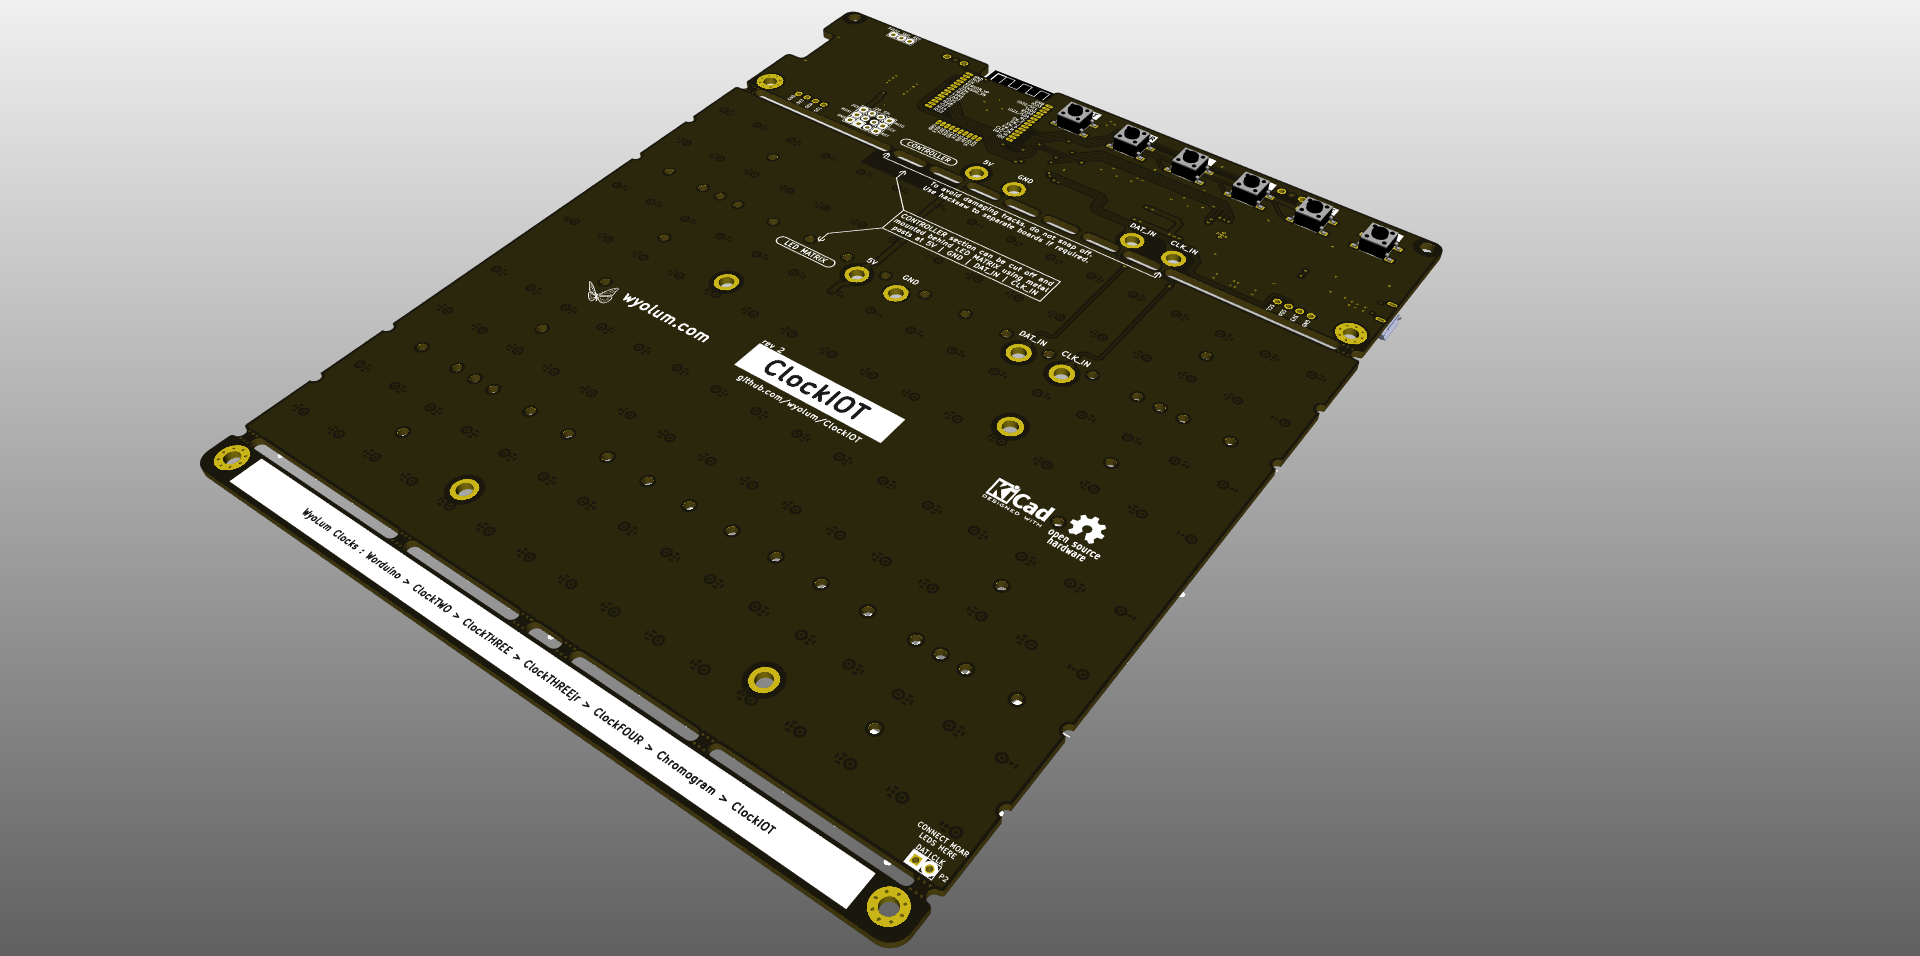 CONTROLLER
5V
GND
To avoid damaging tracks, do not snap off.
Use hacksaw to separate boards if required.
DAT_IN
CLK_IN
CONTROLLER section can be cut off and
mounted behind LED MATRIX using metal
posts at 5V | GND | DAT_IN | CLK_IN
LED MATRIX
5V
GND
wyolum.com
DAT_IN
CLK_IN
rev 2
ClockIOT
github.com/wyolum/ClockIOT
KiCad
DESIGNED WITH
open source
hardware
WyoLum Clocks : Worduino > ClockTWO > ClockTHREE > ClockTHREEjr > ClockFOUR > Chromogram > ClockIOT
CONNECT MOAR
LEDS HERE
DAT|CLK
P2